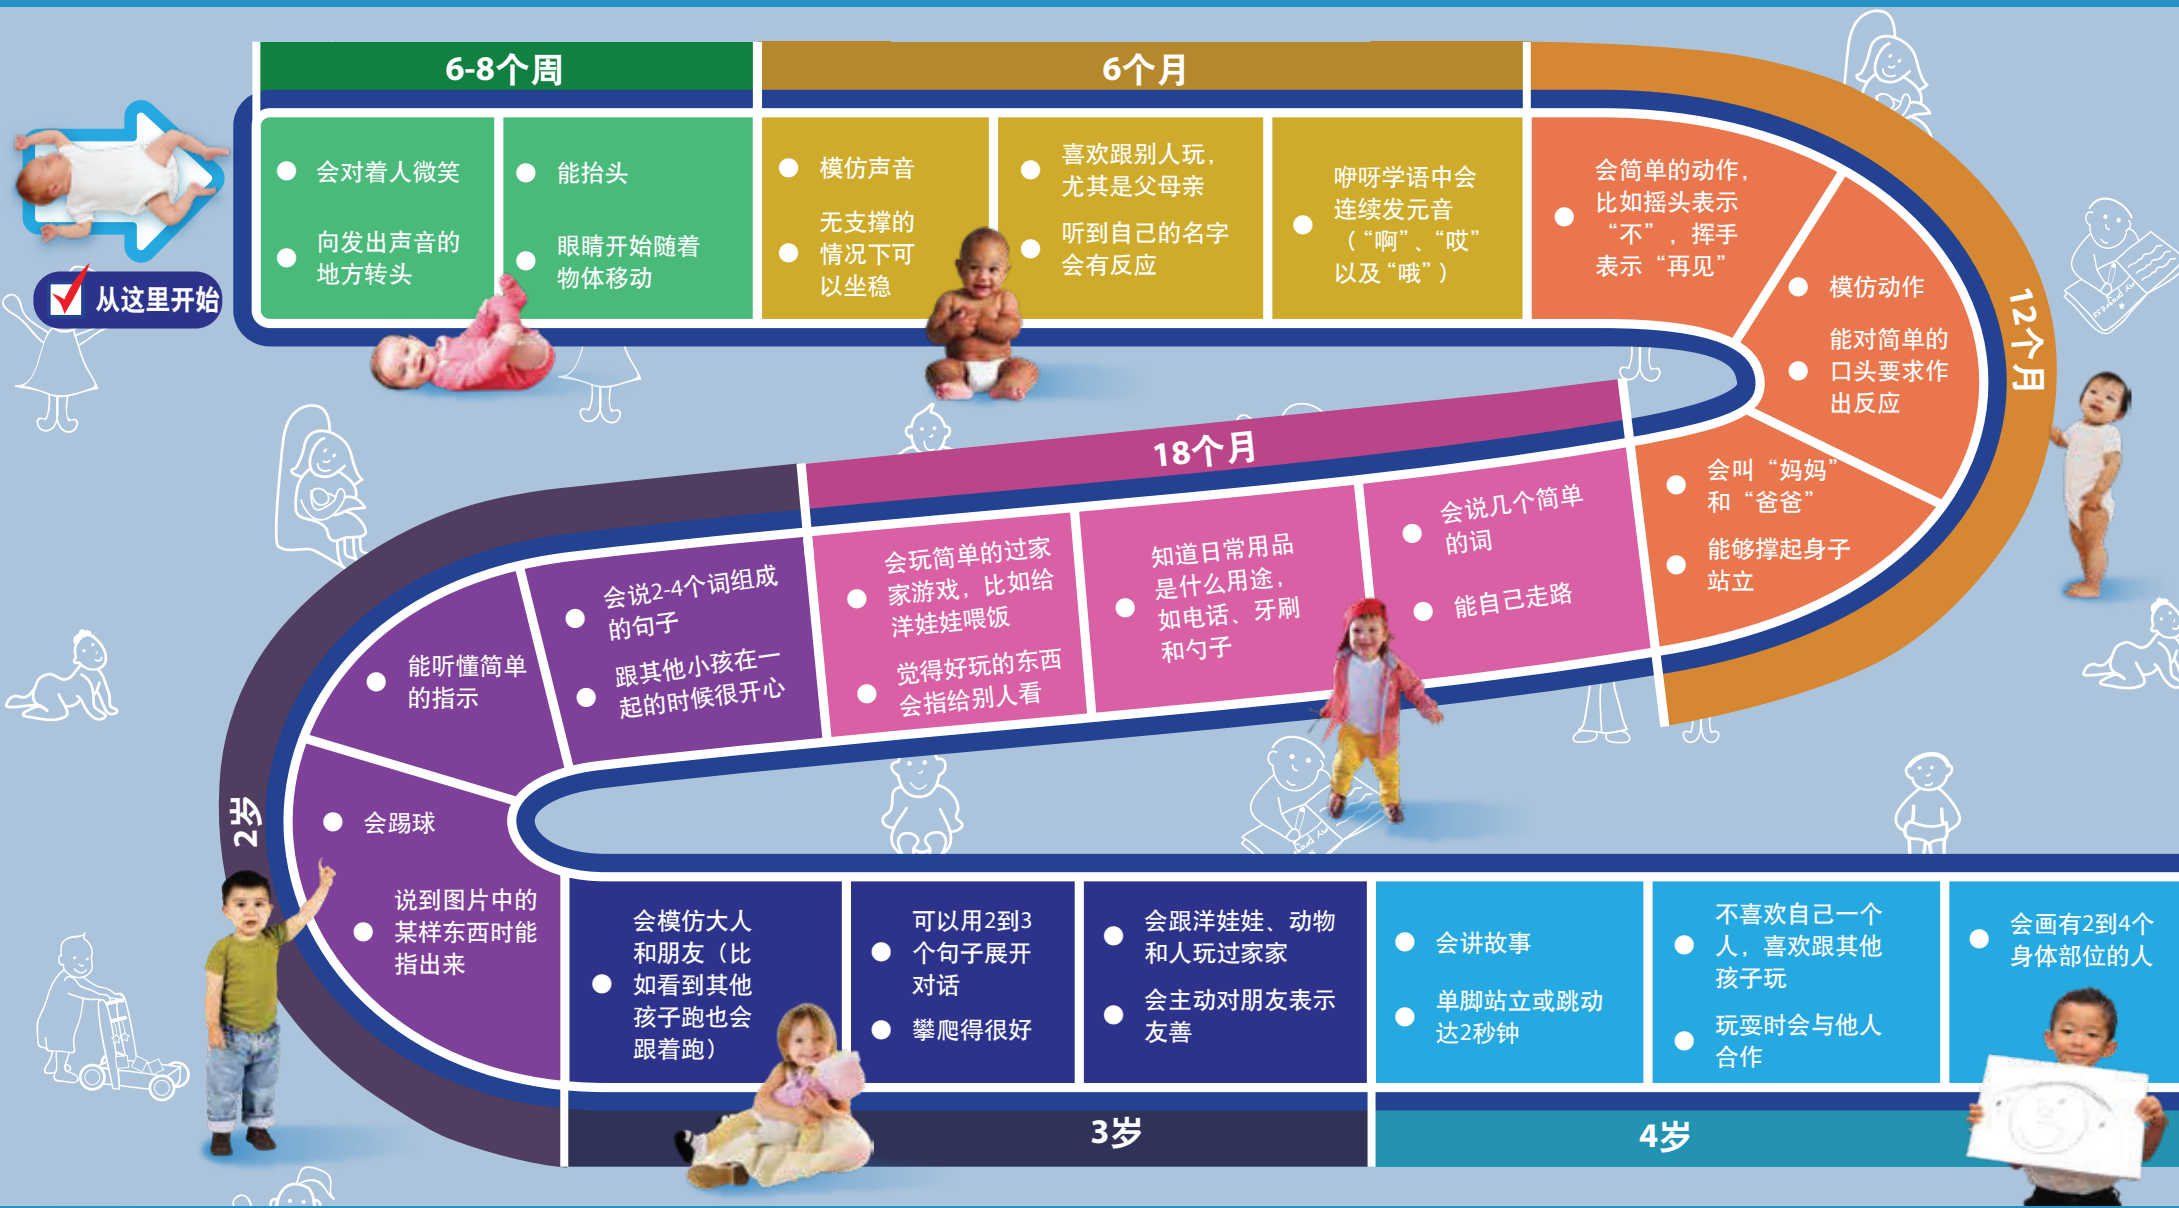 从这里开始
6-8个周
会对着人微笑
向发出声音的
地方转头
能抬头
眼睛开始随着
物体移动
6个月
模仿声音
无支撑的
情况下可
以坐稳
喜欢跟别人玩，
尤其是父母亲
听到自己的名字
会有反应
咿呀学语中会
连续发元音
（“啊”、“哎”
以及“哦”）
12个月
会简单的动作，
比如摇头表示
“不”，挥手
表示“再见”
模仿动作
能对简单的
口头要求作
出反应
会叫“妈妈”
和“爸爸”
能够撑起身子
站立
18个月
会说几个简单
的词
能自己走路
知道日常用品
是什么用途，
如电话、牙刷
和勺子
会玩简单的过家
家游戏，比如给
洋娃娃喂饭
觉得好玩的东西
会指给别人看
2岁
会说2-4个词组成
的句子
跟其他小孩在一
起的时候很开心
能听懂简单
的指示
会踢球
说到图片中的
某样东西时能
指出来
会模仿大人
和朋友（比
如看到其他
孩子跑也会
跟着跑）
可以用2到3
个句子展开
对话
攀爬得很好
会跟洋娃娃、动物
和人玩过家家
会主动对朋友表示
友善
3岁
会讲故事
单脚站立或跳动
达2秒钟
不喜欢自己一个
人，喜欢跟其他
孩子玩
玩耍时会与他人
合作
会画有2到4个
身体部位的人
4岁